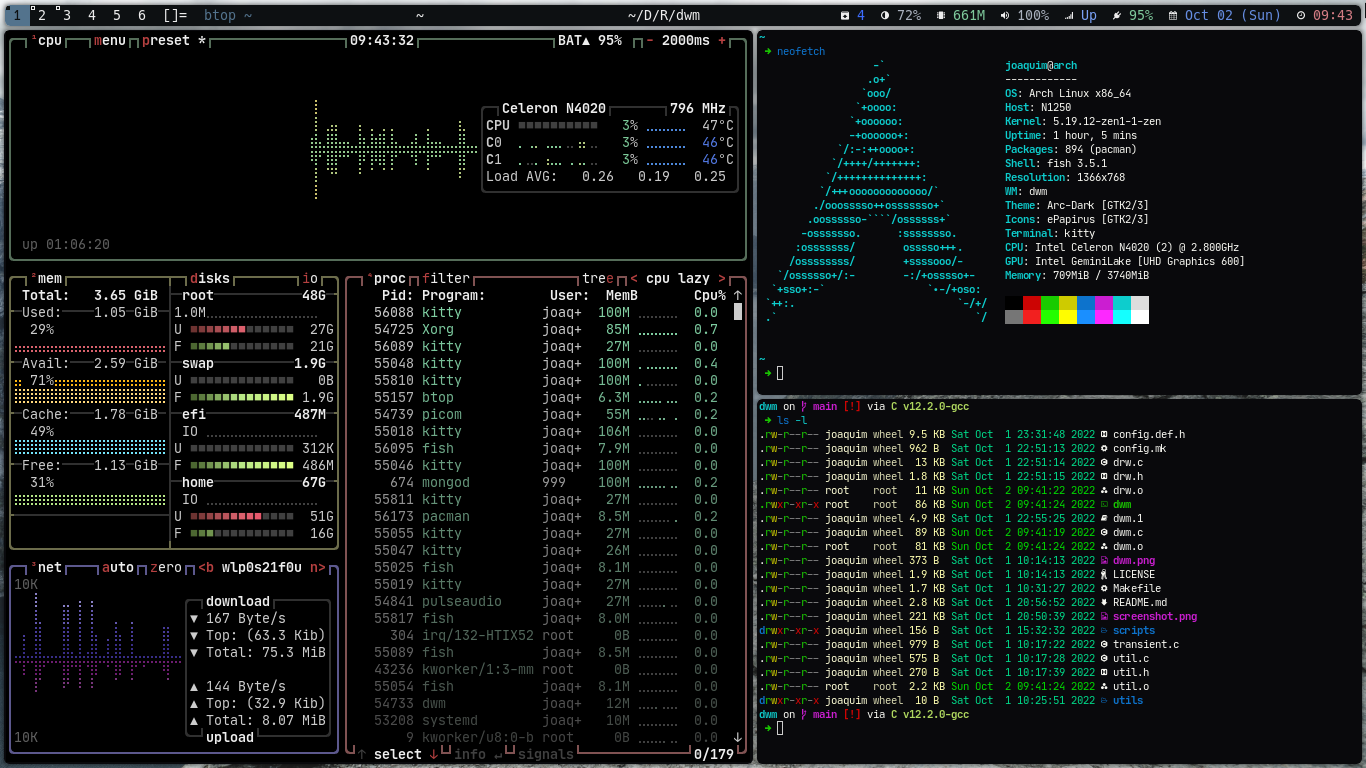 1 2 3 4 5 6 []= btop ~ ~ ~/D/R/dwm 4 72% 661M 100% Up 95% Oct 02 (Sun) 09:43
¹cpu menu preset * 09:43:32 BAT▲ 95% - 2000ms +
Celeron N4020 796 MHz
CPU 3% 47°C
C0 3% 46°C
C1 3% 46°C
Load AVG: 0.26 0.19 0.25
up 01:06:20
²mem
Total: 3.65 GiB
Used: 1.05 GiB
29%
Avail: 2.59 GiB
71%
Cache: 1.78 GiB
49%
Free: 1.13 GiB
31%
disks io
root 48G
1.0M
U 27G
F 21G
swap 1.9G
U 0B
F 1.9G
efi 487M
IO
U 312K
F 486M
home 67G
IO
U 51G
F 16G
³net auto zero <b wlp0s21f0u n>
10K
download
▼ 167 Byte/s
▼ Top: (63.3 Kib)
▼ Total: 75.3 MiB
▲ 144 Byte/s
▲ Top: (32.9 Kib)
▲ Total: 8.07 MiB
upload
10K
⁴proc filter tree < cpu lazy >
Pid: Program: User: MemB Cpu% ↑
56088 kitty joaq+ 100M 0.0
54725 Xorg joaq+ 85M 0.7
56089 kitty joaq+ 27M 0.0
55048 kitty joaq+ 100M 0.4
55810 kitty joaq+ 100M 0.0
55157 btop joaq+ 6.3M 0.2
54739 picom joaq+ 55M 0.2
55018 kitty joaq+ 106M 0.0
56095 fish joaq+ 7.9M 0.0
55046 kitty joaq+ 100M 0.0
674 mongod 999 100M 0.2
55811 kitty joaq+ 27M 0.0
56173 pacman joaq+ 8.5M 0.2
55055 kitty joaq+ 27M 0.0
55047 kitty joaq+ 26M 0.0
55025 fish joaq+ 8.1M 0.0
55019 kitty joaq+ 27M 0.0
54841 pulseaudio joaq+ 27M 0.0
55817 fish joaq+ 8.0M 0.0
304 irq/132-HTIX52 root 0B 0.0
55089 fish joaq+ 8.5M 0.0
43236 kworker/1:3-mm root 0B 0.0
55054 fish joaq+ 8.1M 0.0
54733 dwm joaq+ 12M 0.0
53208 systemd joaq+ 10M 0.0
9 kworker/u8:0-b root 0B 0.0 ↓
↑ select ↓ info ↵ signals 0/179
~
➜ neofetch
-`
.o+`
`ooo/
`+oooo:
`+oooooo:
-+oooooo+:
`/:-:++oooo+:
`/++++/+++++++:
`/++++++++++++++:
`/+++ooooooooooooo/`
./ooosssso++osssssso+`
.oossssso-````/ossssss+`
-osssssso. :ssssssso.
:osssssss/ osssso+++.
/ossssssss/ +ssssooo/-
`/ossssso+/:- -:/+osssso+-
`+sso+:-` `.-/+oso:
`++:. `-/+/
.` `/
joaquim@arch
------------
OS: Arch Linux x86_64
Host: N1250
Kernel: 5.19.12-zen1-1-zen
Uptime: 1 hour, 5 mins
Packages: 894 (pacman)
Shell: fish 3.5.1
Resolution: 1366x768
WM: dwm
Theme: Arc-Dark [GTK2/3]
Icons: ePapirus [GTK2/3]
Terminal: kitty
CPU: Intel Celeron N4020 (2) @ 2.800GHz
GPU: Intel GeminiLake [UHD Graphics 600]
Memory: 709MiB / 3740MiB
~
➜
dwm on main [!] via C v12.2.0-gcc
➜ ls -l
.rw-r--r-- joaquim wheel 9.5 KB Sat Oct 1 23:31:48 2022 config.def.h
.rw-r--r-- joaquim wheel 962 B Sat Oct 1 22:51:13 2022 config.mk
.rw-r--r-- joaquim wheel 13 KB Sat Oct 1 22:51:14 2022 drw.c
.rw-r--r-- joaquim wheel 1.8 KB Sat Oct 1 22:51:15 2022 drw.h
.rw-r--r-- root root 11 KB Sun Oct 2 09:41:22 2022 drw.o
.rwxr-xr-x root root 86 KB Sun Oct 2 09:41:24 2022 dwm
.rw-r--r-- joaquim wheel 4.9 KB Sat Oct 1 22:55:25 2022 dwm.1
.rw-r--r-- joaquim wheel 89 KB Sun Oct 2 09:41:19 2022 dwm.c
.rw-r--r-- root root 81 KB Sun Oct 2 09:41:24 2022 dwm.o
.rw-r--r-- joaquim wheel 373 B Sat Oct 1 10:14:13 2022 dwm.png
.rw-r--r-- joaquim wheel 1.9 KB Sat Oct 1 10:14:13 2022 LICENSE
.rw-r--r-- joaquim wheel 1.7 KB Sat Oct 1 10:31:27 2022 Makefile
.rw-r--r-- joaquim wheel 2.8 KB Sat Oct 1 20:56:52 2022 README.md
.rw-r--r-- joaquim wheel 221 KB Sat Oct 1 20:50:39 2022 screenshot.png
drwxr-xr-x joaquim wheel 156 B Sat Oct 1 15:32:32 2022 scripts
.rw-r--r-- joaquim wheel 979 B Sat Oct 1 10:17:22 2022 transient.c
.rw-r--r-- joaquim wheel 575 B Sat Oct 1 10:17:28 2022 util.c
.rw-r--r-- joaquim wheel 270 B Sat Oct 1 10:17:39 2022 util.h
.rw-r--r-- root root 2.2 KB Sun Oct 2 09:41:24 2022 util.o
drwxr-xr-x joaquim wheel 10 B Sat Oct 1 10:25:51 2022 utils
dwm on main [!] via C v12.2.0-gcc
➜